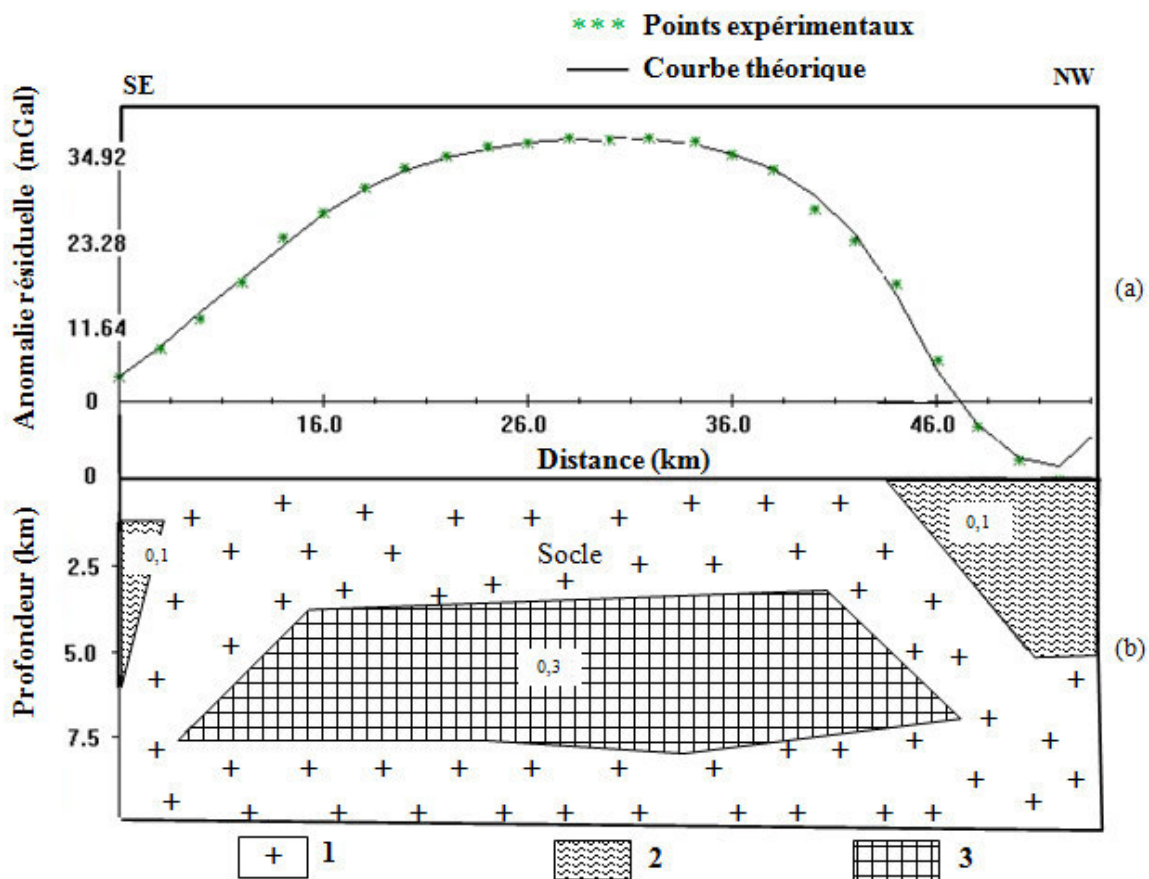 *** Points expérimentaux
Courbe théorique
SE
NW
Anomalie résiduelle (mGal)
34.92
23.28
11.64
0
16.0
26.0
36.0
46.0
Distance (km)
(a)
Profondeur (km)
0
2.5
5.0
7.5
0,1
Socle
0,1
0,3
(b)
1
2
3